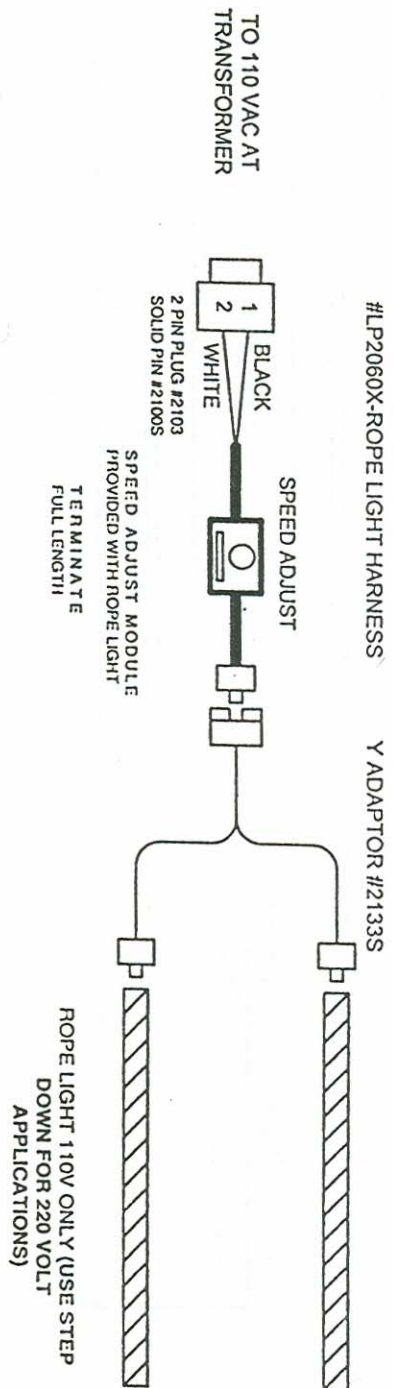 #LP2060X-ROPE LIGHT HARNESS
Y ADAPTOR #2133S
TO 110 VAC AT
TRANSFORMER
1
2
BLACK
WHITE
2 PIN PLUG #2103
SOLID PIN #2100S
SPEED ADJUST
SPEED ADJUST MODULE
PROVIDED WITH ROPE LIGHT
TERMINATE
FULL LENGTH
ROPE LIGHT 110V ONLY (USE STEP
DOWN FOR 220 VOLT
APPLICATIONS)